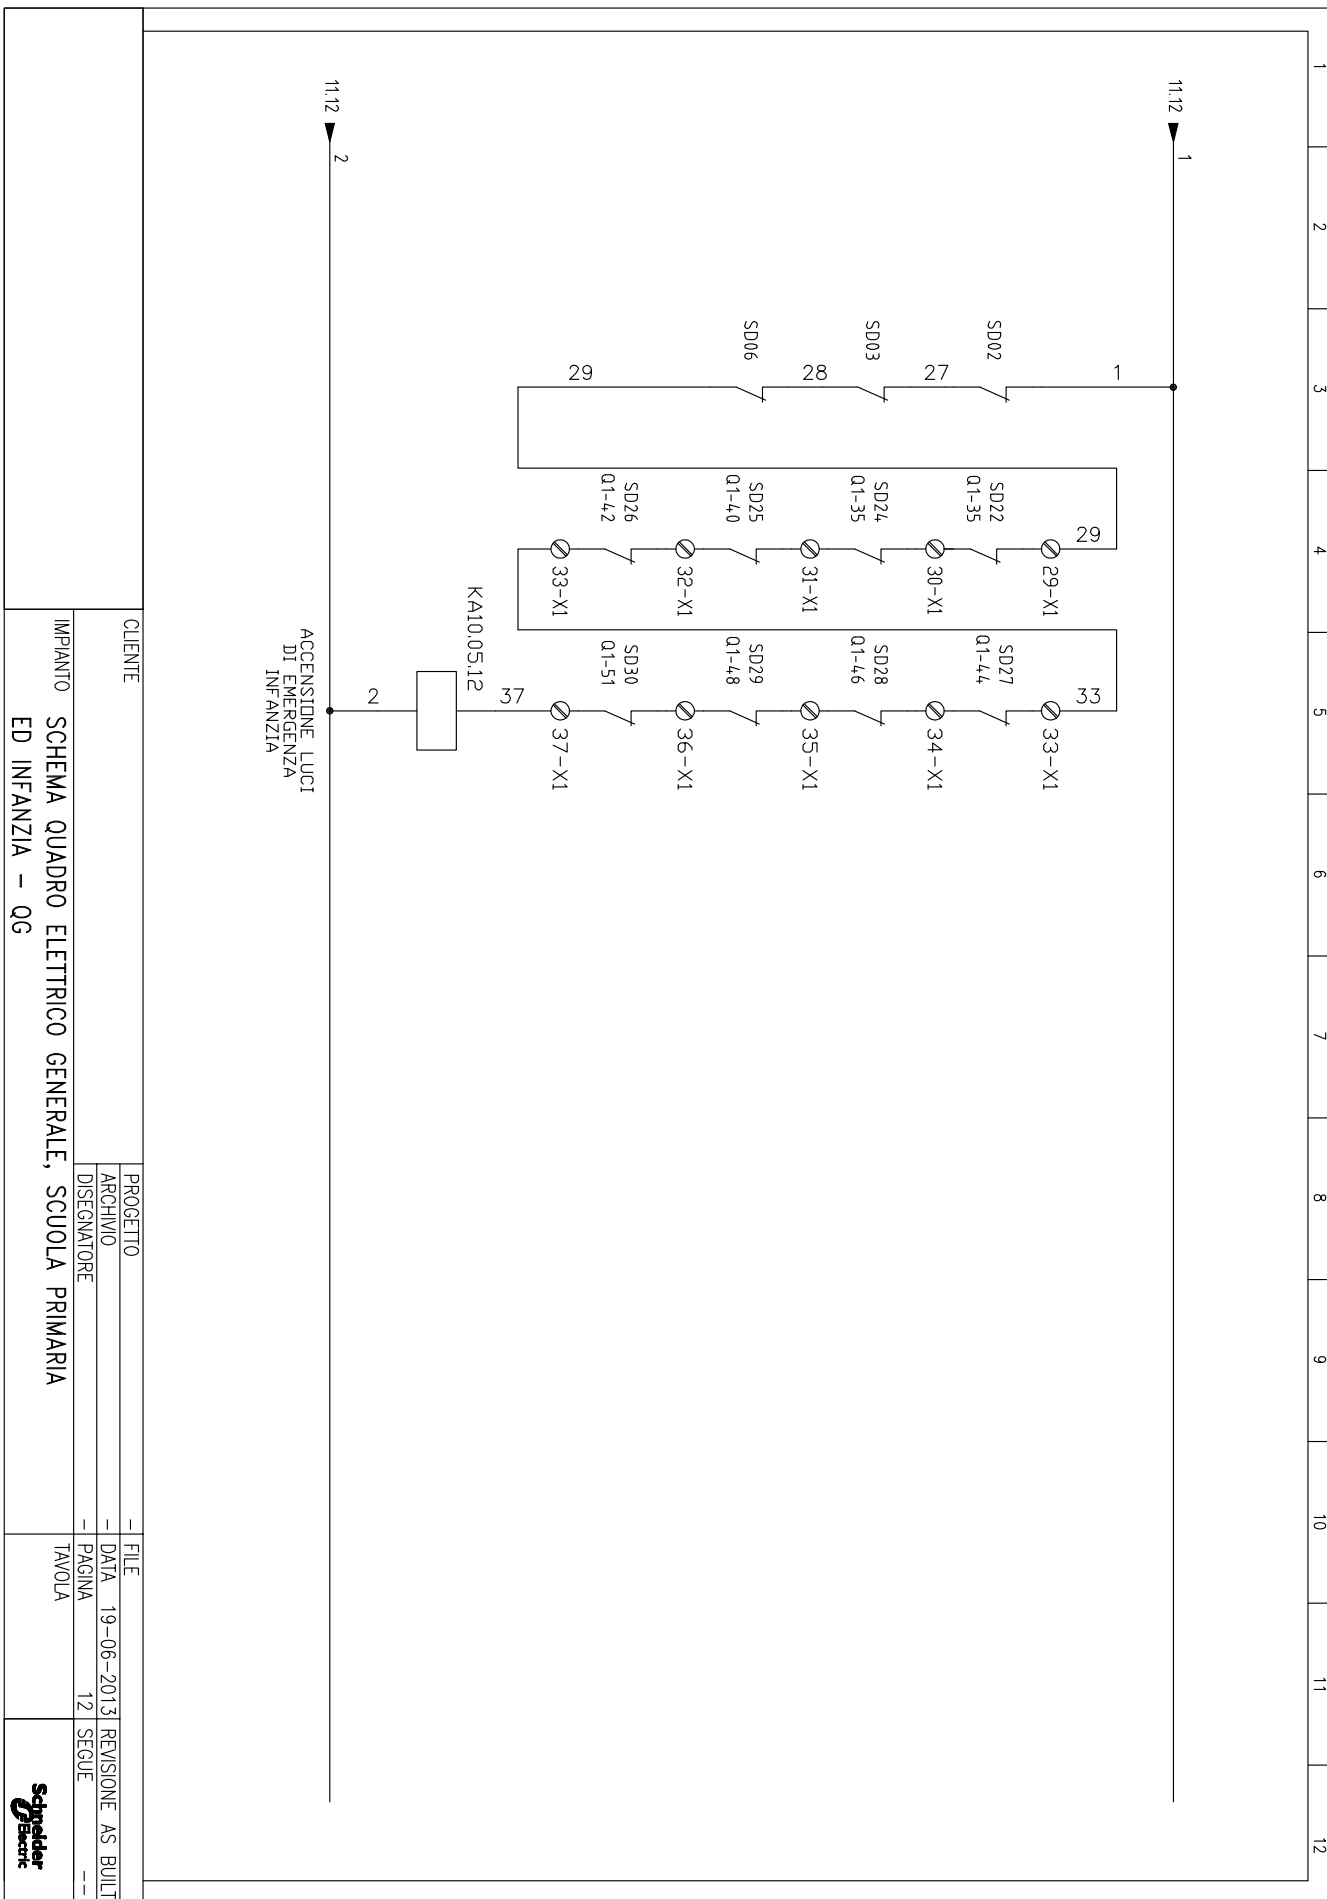 1 2 3 4 5 6 7 8 9 10 11 12
11.12
1
1
SD02
27
SD03
28
SD06
29
29
29-X1
SD22
Q1-35
30-X1
SD24
Q1-35
31-X1
SD25
Q1-40
32-X1
SD26
Q1-42
33-X1
33
33-X1
SD27
Q1-44
34-X1
SD28
Q1-46
35-X1
SD29
Q1-48
36-X1
SD30
Q1-51
37-X1
37
KA10.05.12
2
11.12
2
ACCENSIONE LUCI
DI EMERGENZA
INFANZIA
CLIENTE
IMPIANTO SCHEMA QUADRO ELETTRICO GENERALE, SCUOLA PRIMARIA
ED INFANZIA - QG
PROGETTO -
ARCHIVIO -
DISEGNATORE -
FILE
DATA 19-06-2013 REVISIONE AS BUILT
PAGINA 12 SEGUE --
TAVOLA
Schneider
Electric